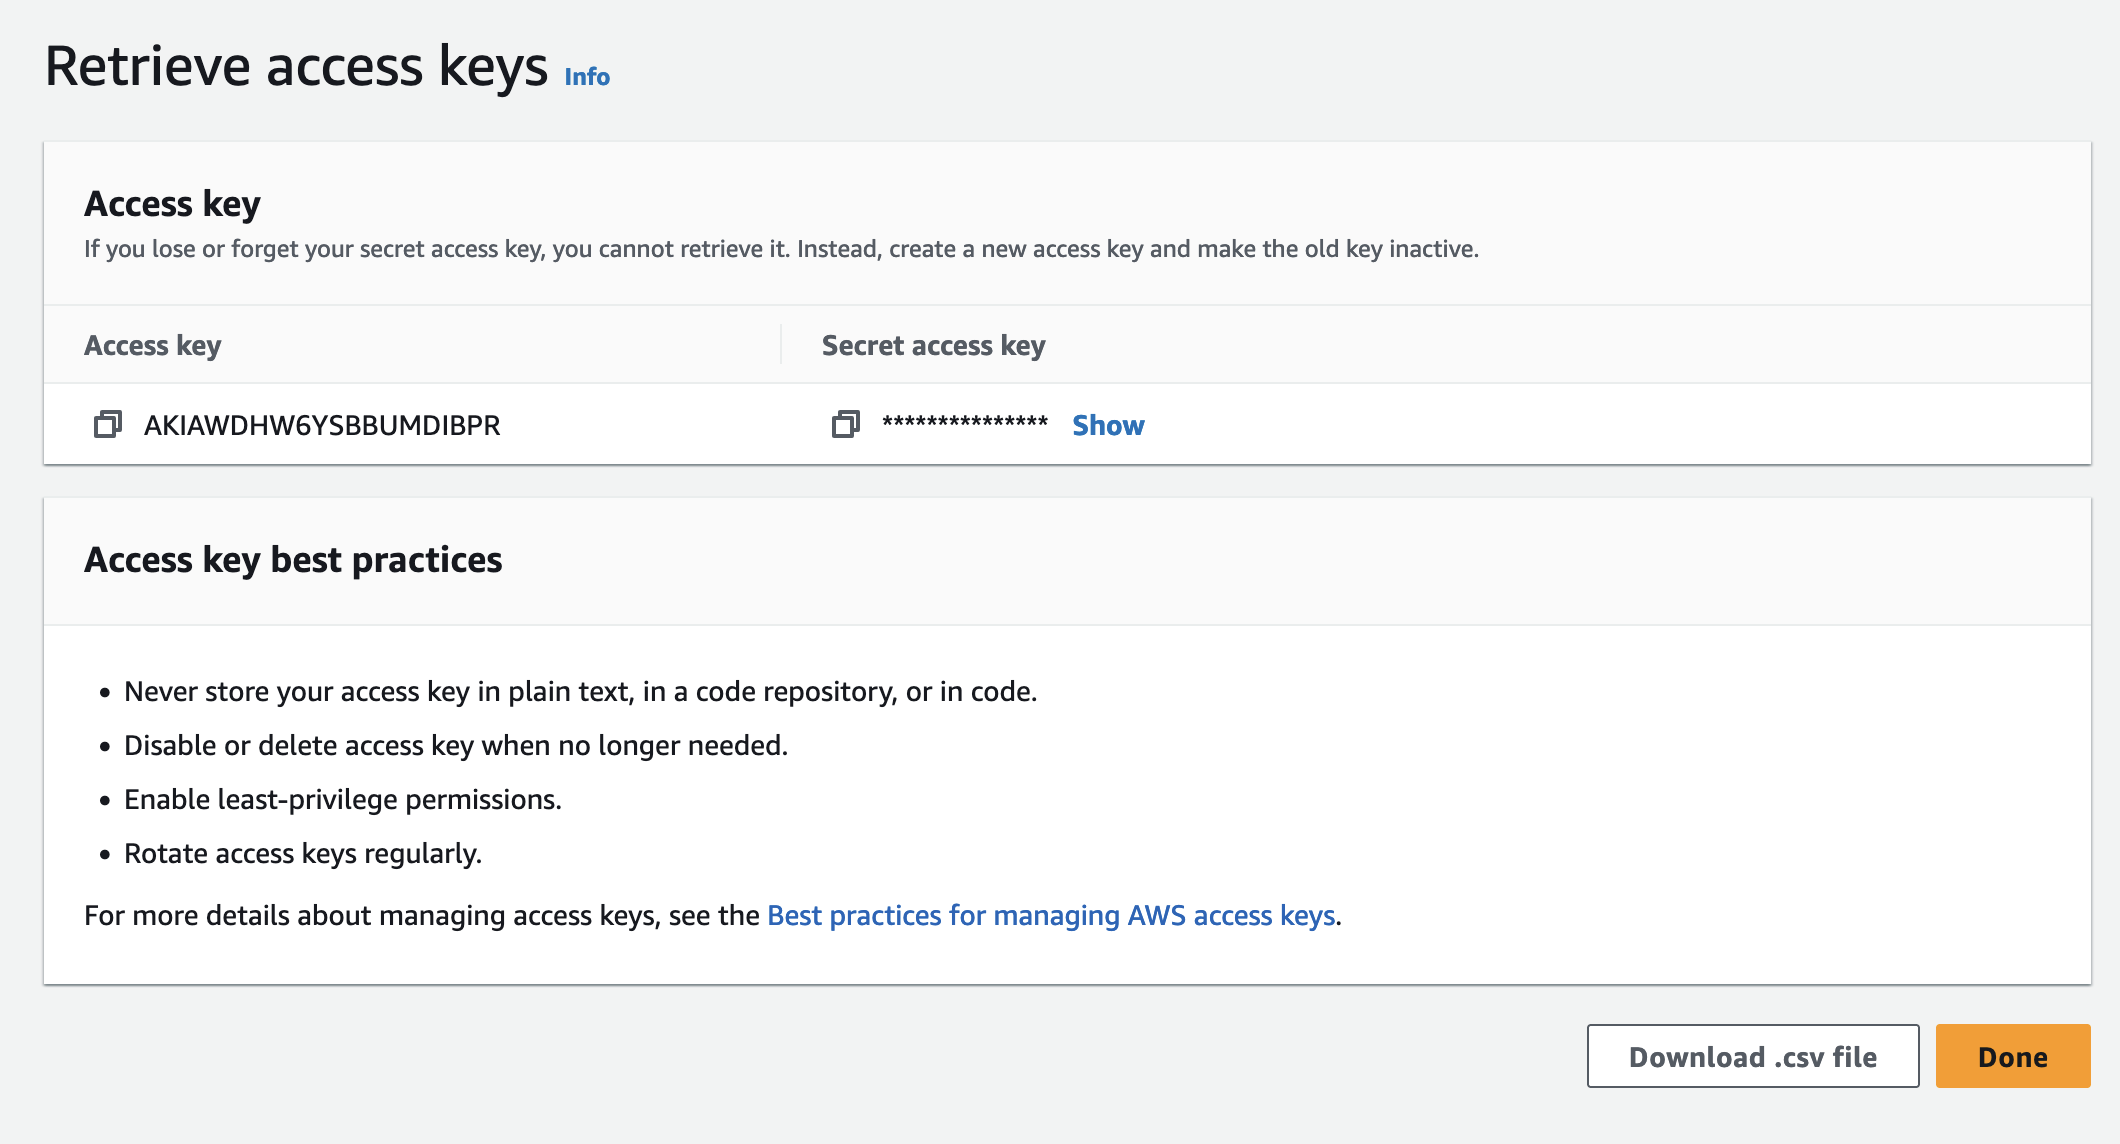 Retrieve access keys Info
Access key
If you lose or forget your secret access key, you cannot retrieve it. Instead, create a new access key and make the old key inactive.
Access key Secret access key
AKIAWDHW6YSBBUMDIBPR *************** Show
Access key best practices
• Never store your access key in plain text, in a code repository, or in code.
• Disable or delete access key when no longer needed.
• Enable least-privilege permissions.
• Rotate access keys regularly.
For more details about managing access keys, see the Best practices for managing AWS access keys.
Download .csv file Done